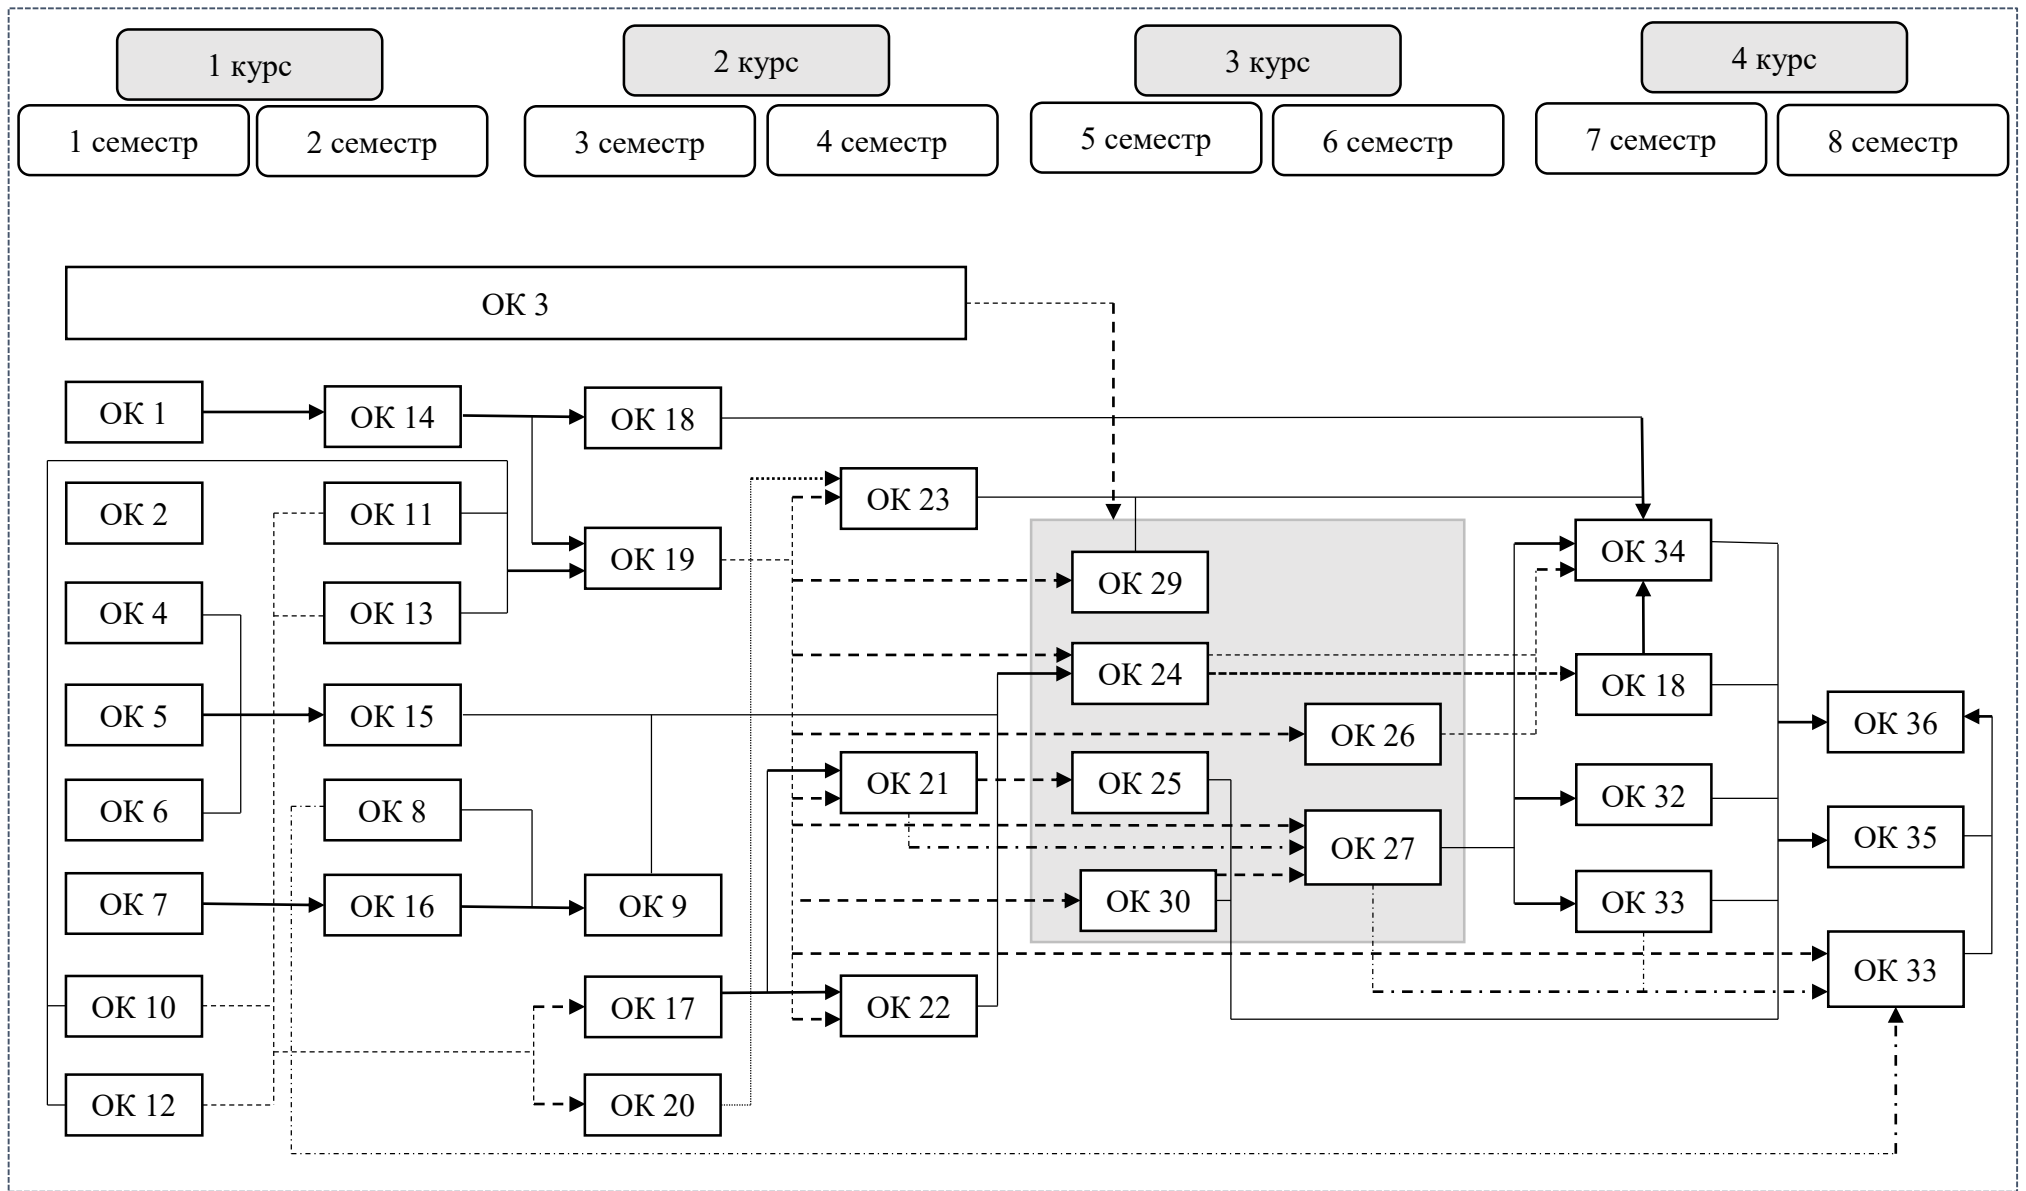 1 курс
2 курс
3 курс
4 курс
1 семестр
2 семестр
3 семестр
4 семестр
5 семестр
6 семестр
7 семестр
8 семестр
ОК 3
ОК 1
ОК 14
ОК 18
ОК 2
ОК 11
ОК 23
ОК 19
ОК 34
ОК 29
ОК 4
ОК 13
ОК 24
ОК 18
ОК 5
ОК 15
ОК 36
ОК 26
ОК 6
ОК 8
ОК 21
ОК 25
ОК 32
ОК 35
ОК 27
ОК 7
ОК 16
ОК 9
ОК 30
ОК 33
ОК 33
ОК 10
ОК 17
ОК 22
ОК 12
ОК 20